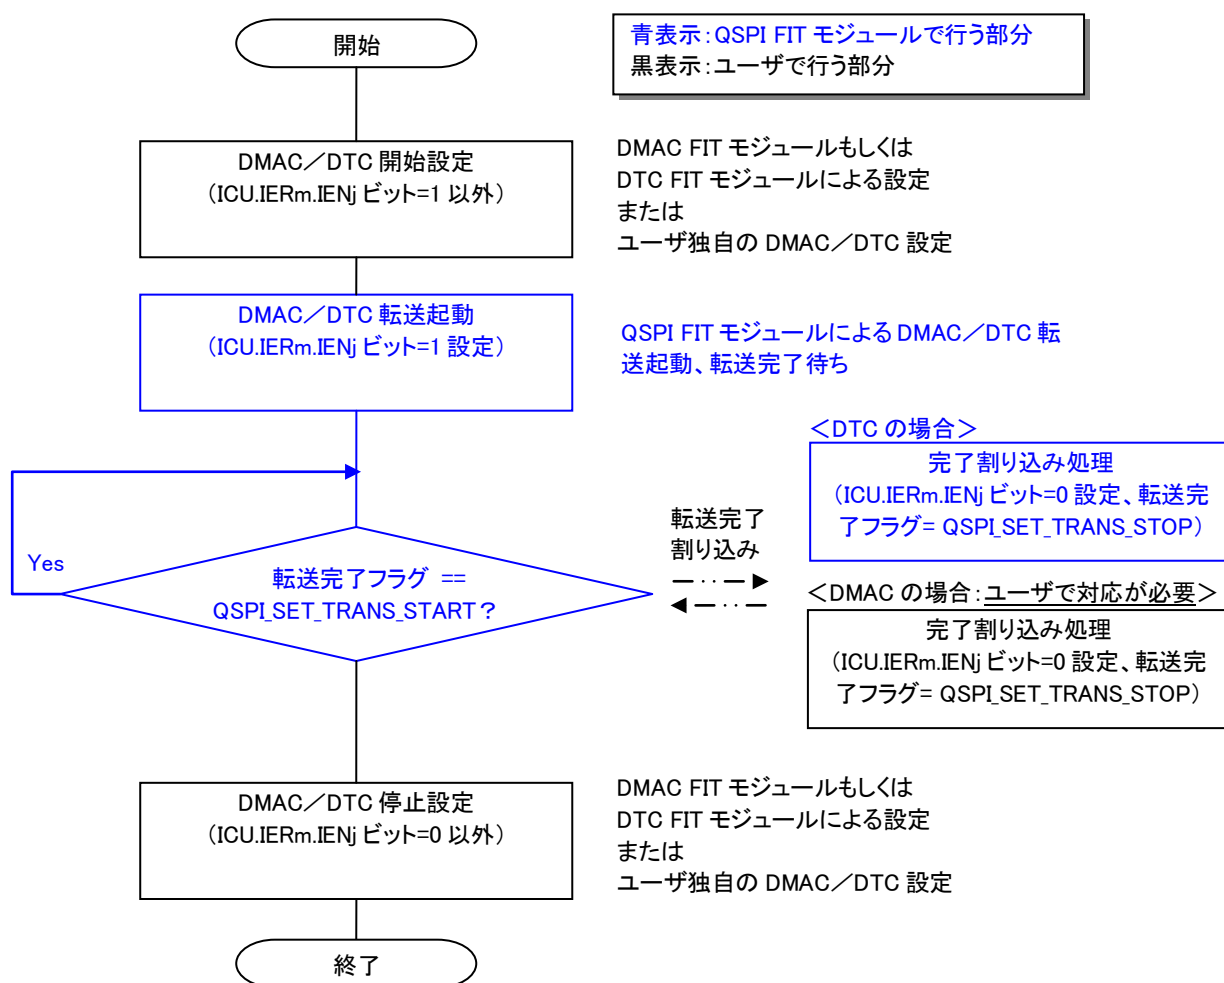 開始
青表示:QSPI FIT モジュールで行う部分
黒表示:ユーザで行う部分
DMAC/DTC 開始設定
(ICU.IERm.IENj ビット=1 以外)
DMAC FIT モジュールもしくは
DTC FIT モジュールによる設定
または
ユーザ独自の DMAC/DTC 設定
DMAC/DTC 転送起動
(ICU.IERm.IENj ビット=1 設定)
QSPI FIT モジュールによる DMAC/DTC 転
送起動、転送完了待ち
<DTC の場合>
完了割り込み処理
(ICU.IERm.IENj ビット=0 設定、転送完
了フラグ= QSPI_SET_TRANS_STOP)
転送完了
割り込み
Yes
転送完了フラグ ==
QSPI_SET_TRANS_START?
<DMAC の場合:ユーザで対応が必要>
完了割り込み処理
(ICU.IERm.IENj ビット=0 設定、転送完
了フラグ= QSPI_SET_TRANS_STOP)
DMAC/DTC 停止設定
(ICU.IERm.IENj ビット=0 以外)
DMAC FIT モジュールもしくは
DTC FIT モジュールによる設定
または
ユーザ独自の DMAC/DTC 設定
終了